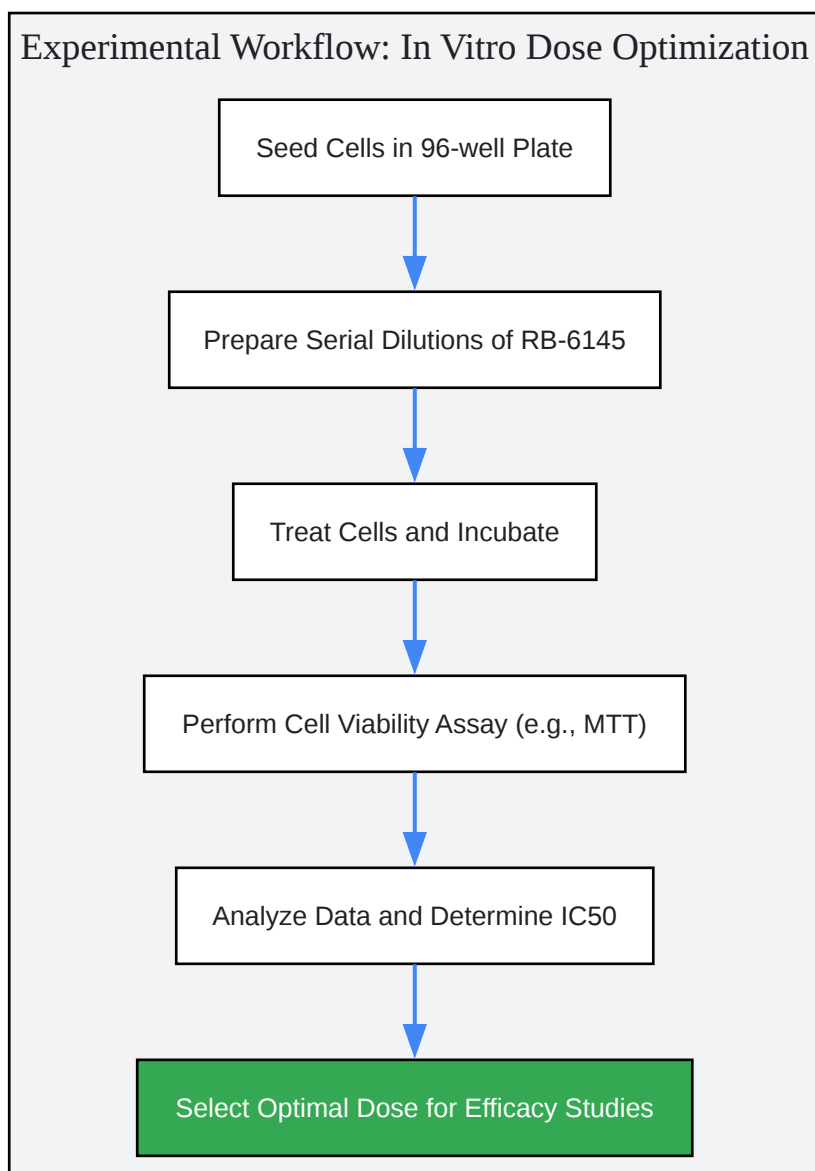 Experimental Workflow: In Vitro Dose Optimization
Seed Cells in 96-well Plate
Prepare Serial Dilutions of RB-6145
Treat Cells and Incubate
Perform Cell Viability Assay (e.g., MTT)
Analyze Data and Determine IC50
Select Optimal Dose for Efficacy Studies